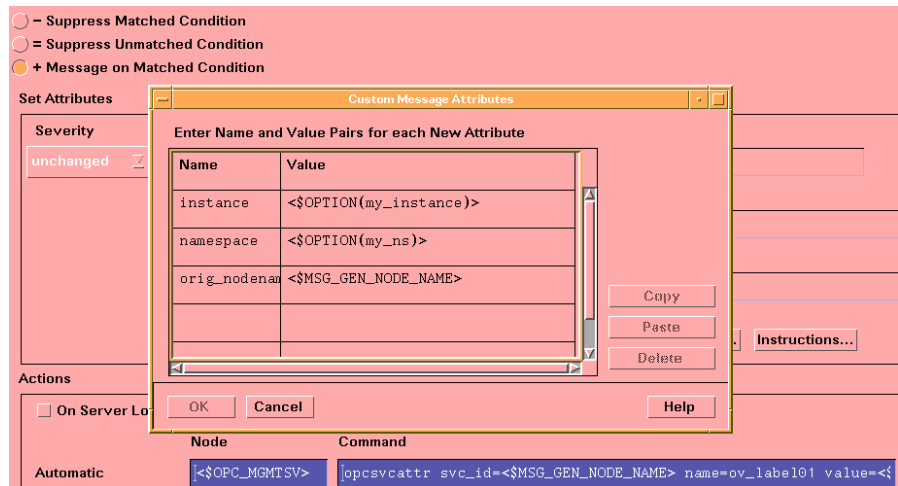 – Suppress Matched Condition
= Suppress Unmatched Condition
+ Message on Matched Condition
Set Attributes
Custom Message Attributes
Severity
unchanged
Enter Name and Value Pairs for each New Attribute
Name Value
instance <$OPTION(my_instance)>
namespace <$OPTION(my_ns)>
orig_nodenam <$MSG_GEN_NODE_NAME>
Copy
Paste
Delete
Instructions...
Actions
On Server Lo
OK Cancel Help
Node Command
Automatic <$OPC_MGMTSV> opcsvcattr svc_id=<$MSG_GEN_NODE_NAME> name=ov_label01 value=<$